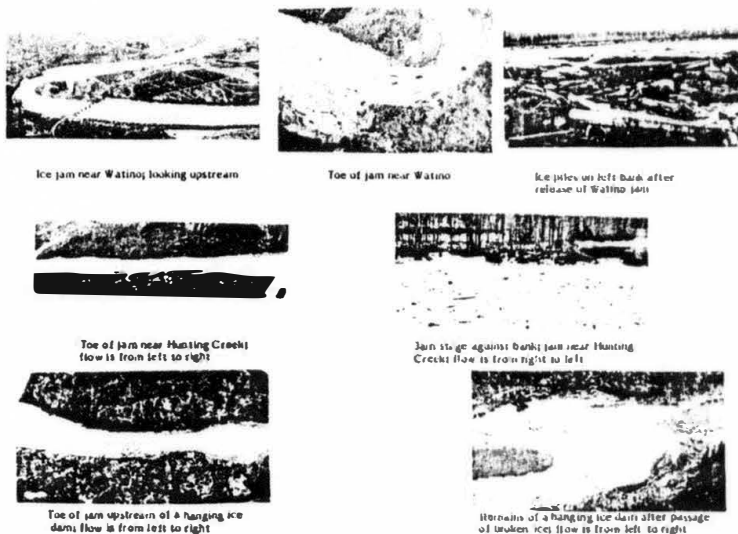 Ice jam near Watino; looking upstream
Toe of jam near Watino
Ice piles on left bank after
release of Watino jam
Toe of jam near Hunting Creek;
flow is from left to right
Jam stage against bank; jam near Hunting
Creek; flow is from right to left
Toe of jam upstream of a hanging ice
dam; flow is from left to right
Remains of a hanging ice dam after passage
of broken ice; flow is from left to right